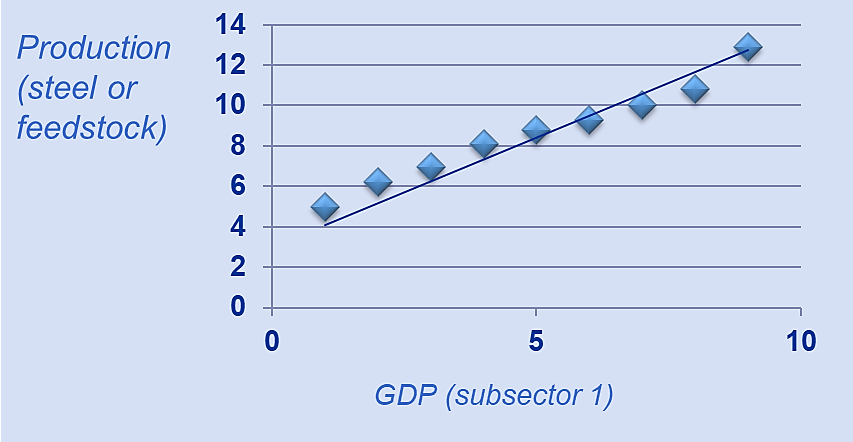 Production
(steel or
feedstock)
14
12
10
8
6
4
2
0
0 5 10
GDP (subsector 1)